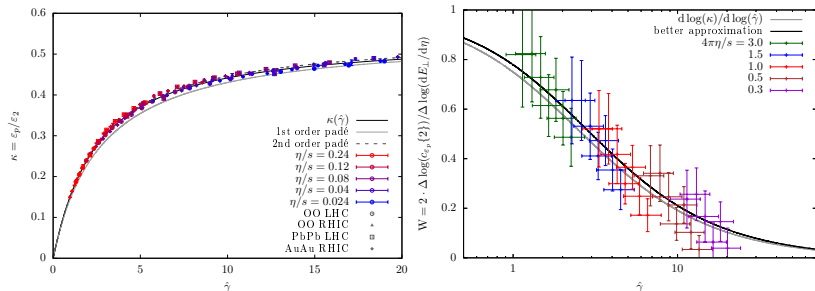 κ = ε_p/ε_2
0.6
0.5
0.4
0.3
0.2
0.1
0
0 5 10 15 20
γ̂
κ(γ̂)
1st order padé
2nd order padé
η/s = 0.24
η/s = 0.12
η/s = 0.08
η/s = 0.04
η/s = 0.024
OO LHC
OO RHIC
PbPb LHC
AuAu RHIC
W = 2 · Δ log(c_{ε_p}{2})/Δ log(dE_⊥/dη)
1
0.8
0.6
0.4
0.2
0
1 10
γ̂
d log(κ)/d log(γ̂)
better approximation
4πη/s = 3.0
1.5
1.0
0.5
0.3